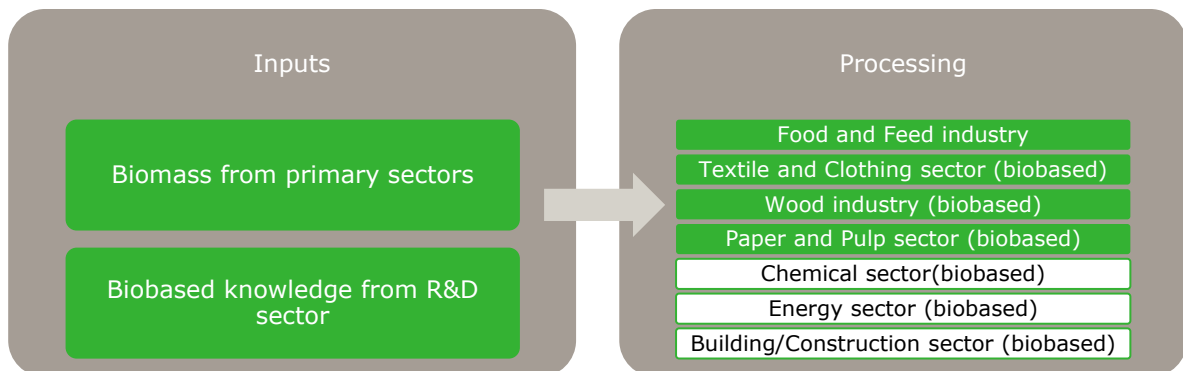 Inputs
Biomass from primary sectors
Biobased knowledge from R&D
sector
Processing
Food and Feed industry
Textile and Clothing sector (biobased)
Wood industry (biobased)
Paper and Pulp sector (biobased)
Chemical sector(biobased)
Energy sector (biobased)
Building/Construction sector (biobased)